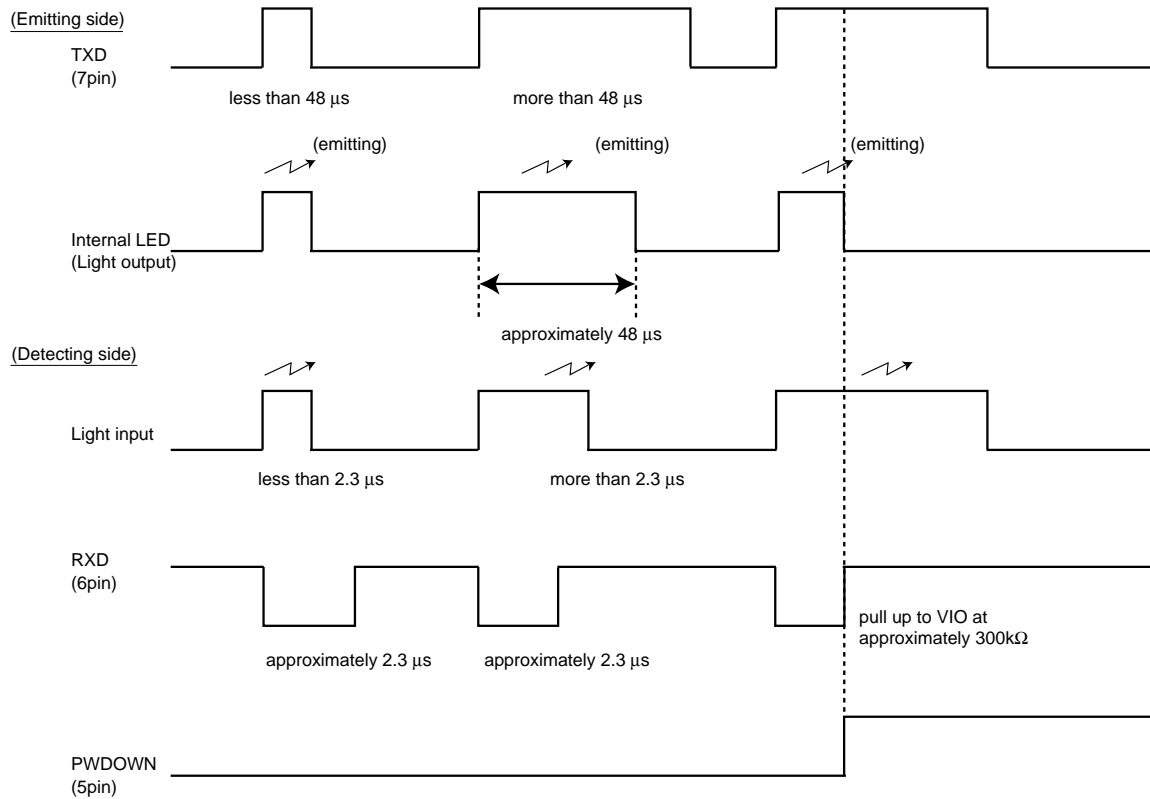 (Emitting side)
TXD
(7pin)
less than 48 μs
more than 48 μs
(emitting)
(emitting)
(emitting)
Internal LED
(Light output)
approximately 48 μs
(Detecting side)
Light input
less than 2.3 μs
more than 2.3 μs
RXD
(6pin)
pull up to VIO at
approximately 300kΩ
approximately 2.3 μs
approximately 2.3 μs
PWDOWN
(5pin)